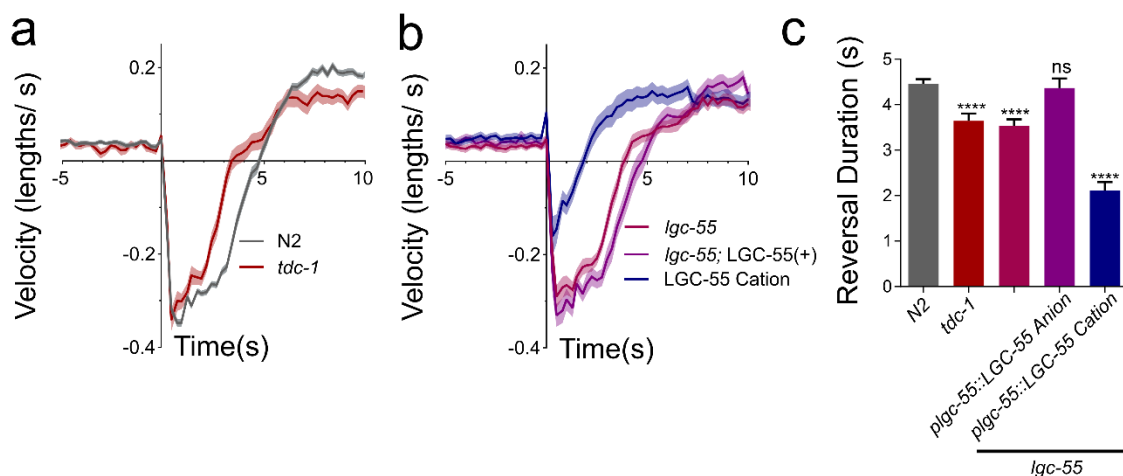 a
Velocity (lengths/ s)
0.2
-5
5
10
-0.2
-0.4
Time(s)
N2
tdc-1
b
Velocity (lengths/ s)
0.2
-5
5
10
-0.2
-0.4
Time(s)
lgc-55
lgc-55; LGC-55(+)
LGC-55 Cation
c
Reversal Duration (s)
5
4
3
2
1
0
****
****
ns
****
N2
tdc-1
plgc-55::LGC-55 Anion
plgc-55::LGC-55 Cation
lgc-55